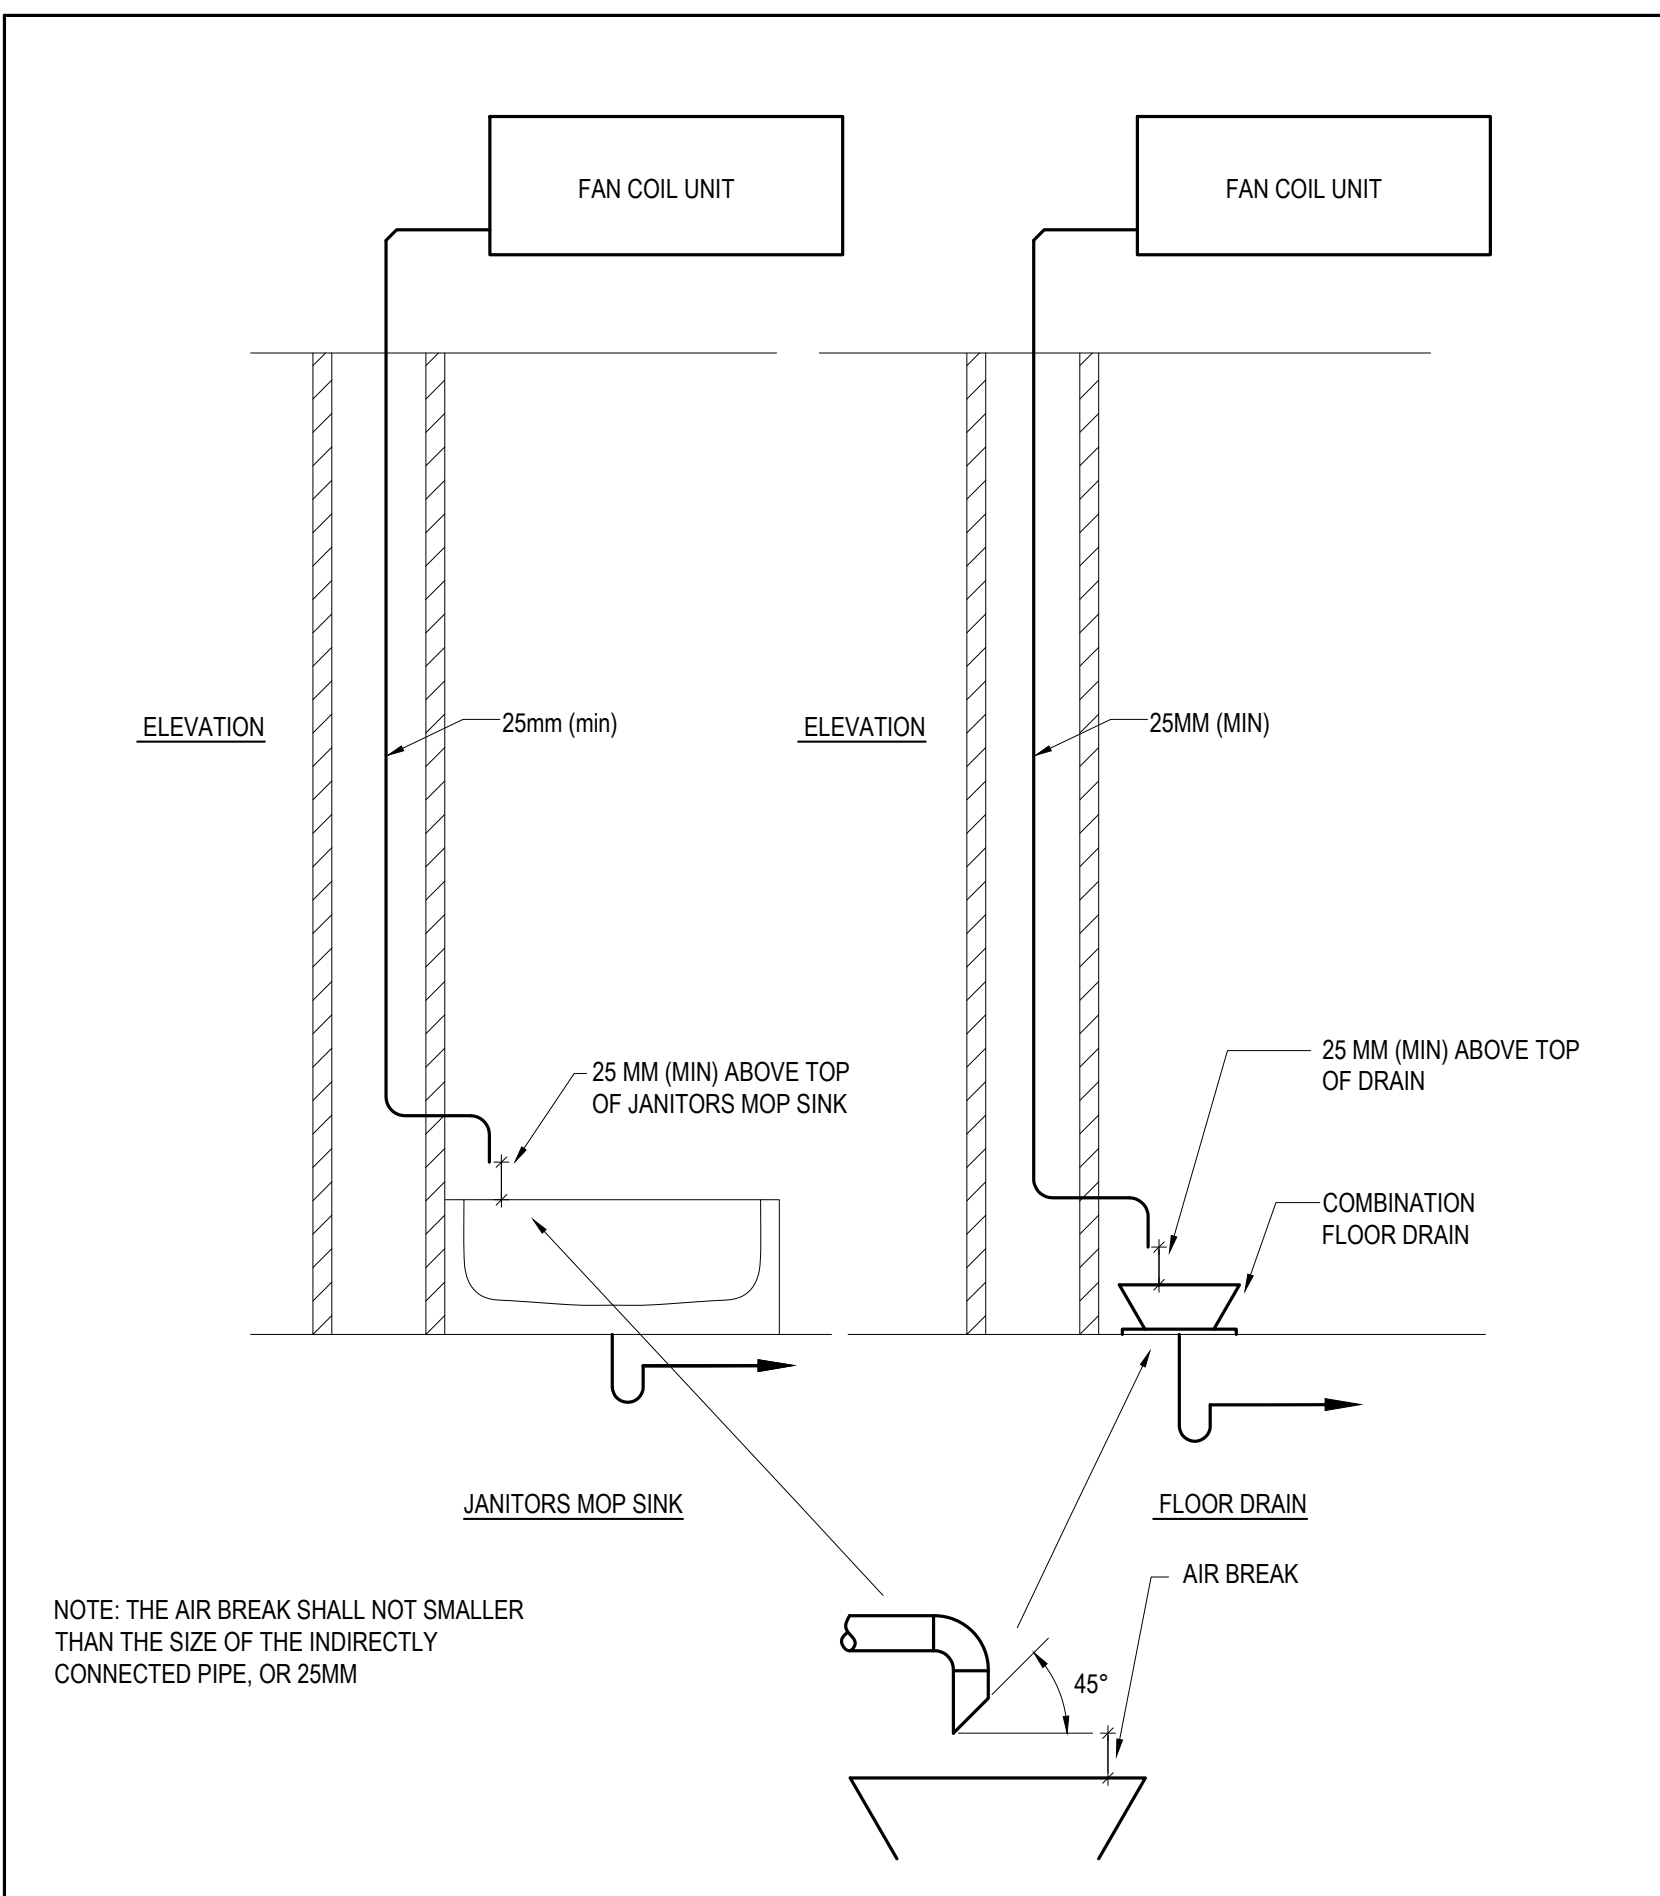 FAN COIL UNIT
FAN COIL UNIT
ELEVATION
25mm (min)
ELEVATION
25MM (MIN)
25 MM (MIN) ABOVE TOP
OF JANITORS MOP SINK
25 MM (MIN) ABOVE TOP
OF DRAIN
COMBINATION
FLOOR DRAIN
JANITORS MOP SINK
FLOOR DRAIN
AIR BREAK
NOTE: THE AIR BREAK SHALL NOT SMALLER
THAN THE SIZE OF THE INDIRECTLY
CONNECTED PIPE, OR 25MM
45°